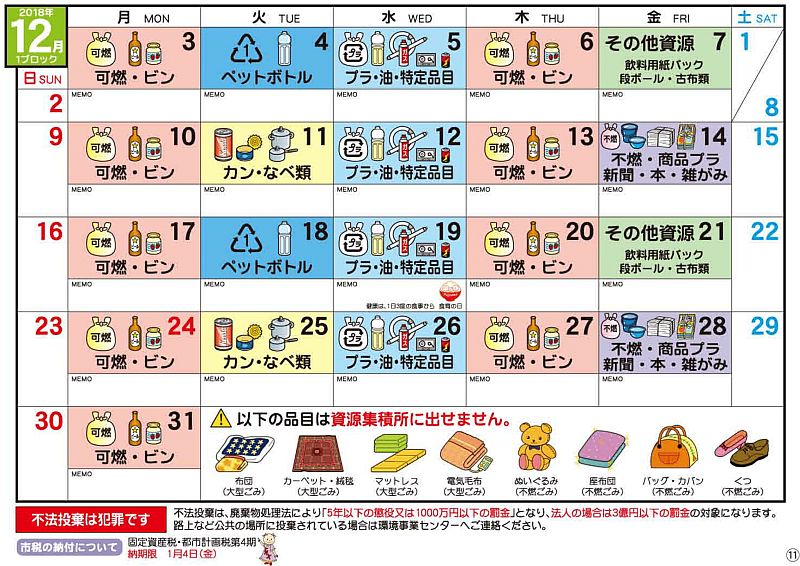 2018年
12月
1ブロック
日 SUN
月 MON
火 TUE
水 WED
木 THU
金 FRI
土 SAT
可燃
3
可燃・ビン
MEMO
1
4
ペットボトル
MEMO
プラ
5
プラ・油・特定品目
MEMO
可燃
6
可燃・ビン
MEMO
その他資源 7
飲料用紙パック
段ボール・古布類
MEMO
1
8
2
9
可燃
10
可燃・ビン
MEMO
11
カン・なべ類
MEMO
プラ
12
プラ・油・特定品目
MEMO
可燃
13
可燃・ビン
MEMO
不燃
14
不燃・商品プラ
新聞・本・雑がみ
MEMO
15
16
可燃
17
可燃・ビン
MEMO
1
18
ペットボトル
MEMO
プラ
19
プラ・油・特定品目
MEMO
健康は、1日3度の食事から 食育の日
可燃
20
可燃・ビン
MEMO
その他資源 21
飲料用紙パック
段ボール・古布類
MEMO
22
23
可燃
24
可燃・ビン
MEMO
25
カン・なべ類
MEMO
プラ
26
プラ・油・特定品目
MEMO
可燃
27
可燃・ビン
MEMO
不燃
28
不燃・商品プラ
新聞・本・雑がみ
MEMO
29
30
可燃
31
可燃・ビン
MEMO
以下の品目は資源集積所に出せません。
布団
(大型ごみ)
カーペット・絨毯
(大型ごみ)
マットレス
(大型ごみ)
電気毛布
(大型ごみ)
ぬいぐるみ
(不燃ごみ)
座布団
(不燃ごみ)
バッグ・カバン
(不燃ごみ)
くつ
(不燃ごみ)
不法投棄は犯罪です
不法投棄は、廃棄物処理法により「5年以下の懲役又は1000万円以下の罰金」となり、法人の場合は3億円以下の罰金の対象になります。
路上など公共の場所に投棄されている場合は環境事業センターへご連絡ください。
市税の納付について
固定資産税・都市計画税第4期
納期限 1月4日(金)
⑪